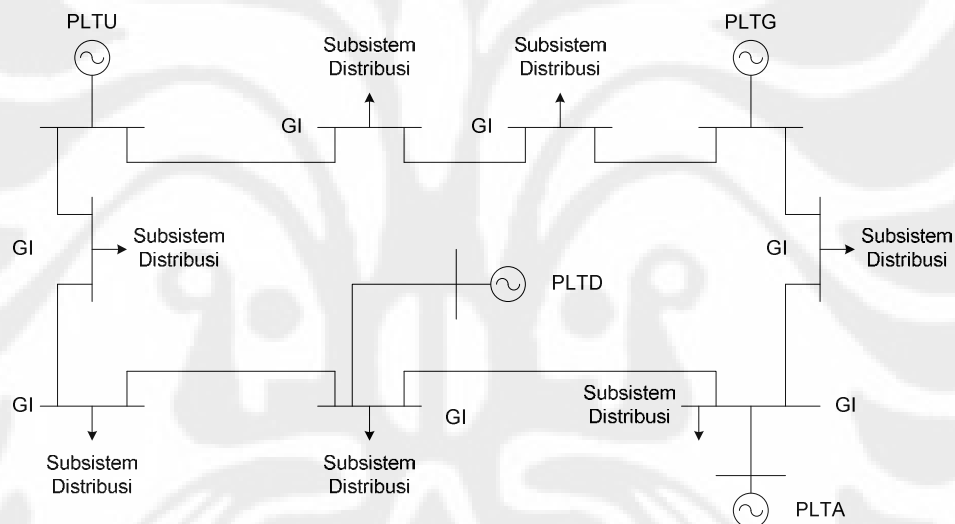 PLTU
PLTG
Subsistem
Distribusi
Subsistem
Distribusi
GI
GI
GI
Subsistem
Distribusi
GI
Subsistem
Distribusi
PLTD
GI
Subsistem
Distribusi
Subsistem
Distribusi
GI
Subsistem
Distribusi
GI
PLTA